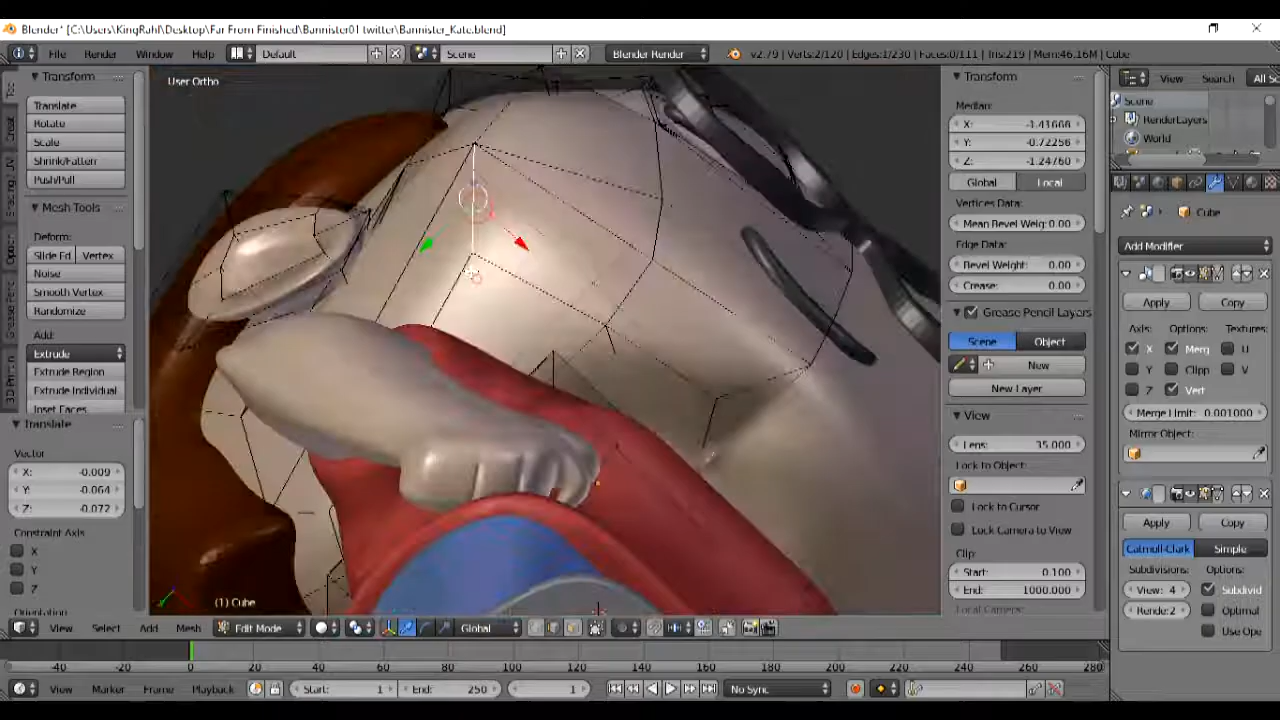 Blender* [C:\Users\KingRahl\Desktop\Far From Finished\Bannister01 twitter\Bannister_Kate.blend]
File Render Window Help Default Scene Blender Render v2.79 | Verts:2/120 | Edges:1/230 | Faces:0/111 | Tris:219 | Mem:46.16M | Cube
Transform
Translate
Rotate
Scale
Shrink/Fatten
Push/Pull
Mesh Tools
Deform:
Slide Ed Vertex
Noise
Smooth Vertex
Randomize
Add:
Extrude
Extrude Region
Extrude Individual
Inset Faces
Translate
Vector
X: -0.009
Y: -0.064
Z: -0.072
Constraint Axis
X
Y
Z
Orientation
User Ortho
(1) Cube
Transform
Median:
X: -1.41666
Y: -0.72256
Z: -1.24760
Global Local
Vertices Data:
Mean Bevel Weig: 0.00
Edge Data:
Bevel Weight: 0.00
Crease: 0.00
Grease Pencil Layers
Scene Object
New
New Layer
View
Lens: 35.000
Lock to Object:
Lock to Cursor
Lock Camera to View
Clip:
Start: 0.100
End: 1000.000
Local Camera:
View Search All Sc
Scene
RenderLayers
World
Cube
Add Modifier
Apply Copy
Axis: Options: Textures:
X Merg U
Y Clipp V
Z Vert
Merge Limit: 0.001000
Mirror Object:
Apply Copy
Catmull-Clark Simple
Subdivisions: Options:
View: 4 Subdivid
Rende: 2 Optimal
Use Ope
View Select Add Mesh Edit Mode Global
-40 -20 0 20 40 60 80 100 120 140 160 180 200 220 240 260 280
View Marker Frame Playback Start: 1 End: 250 1 No Sync